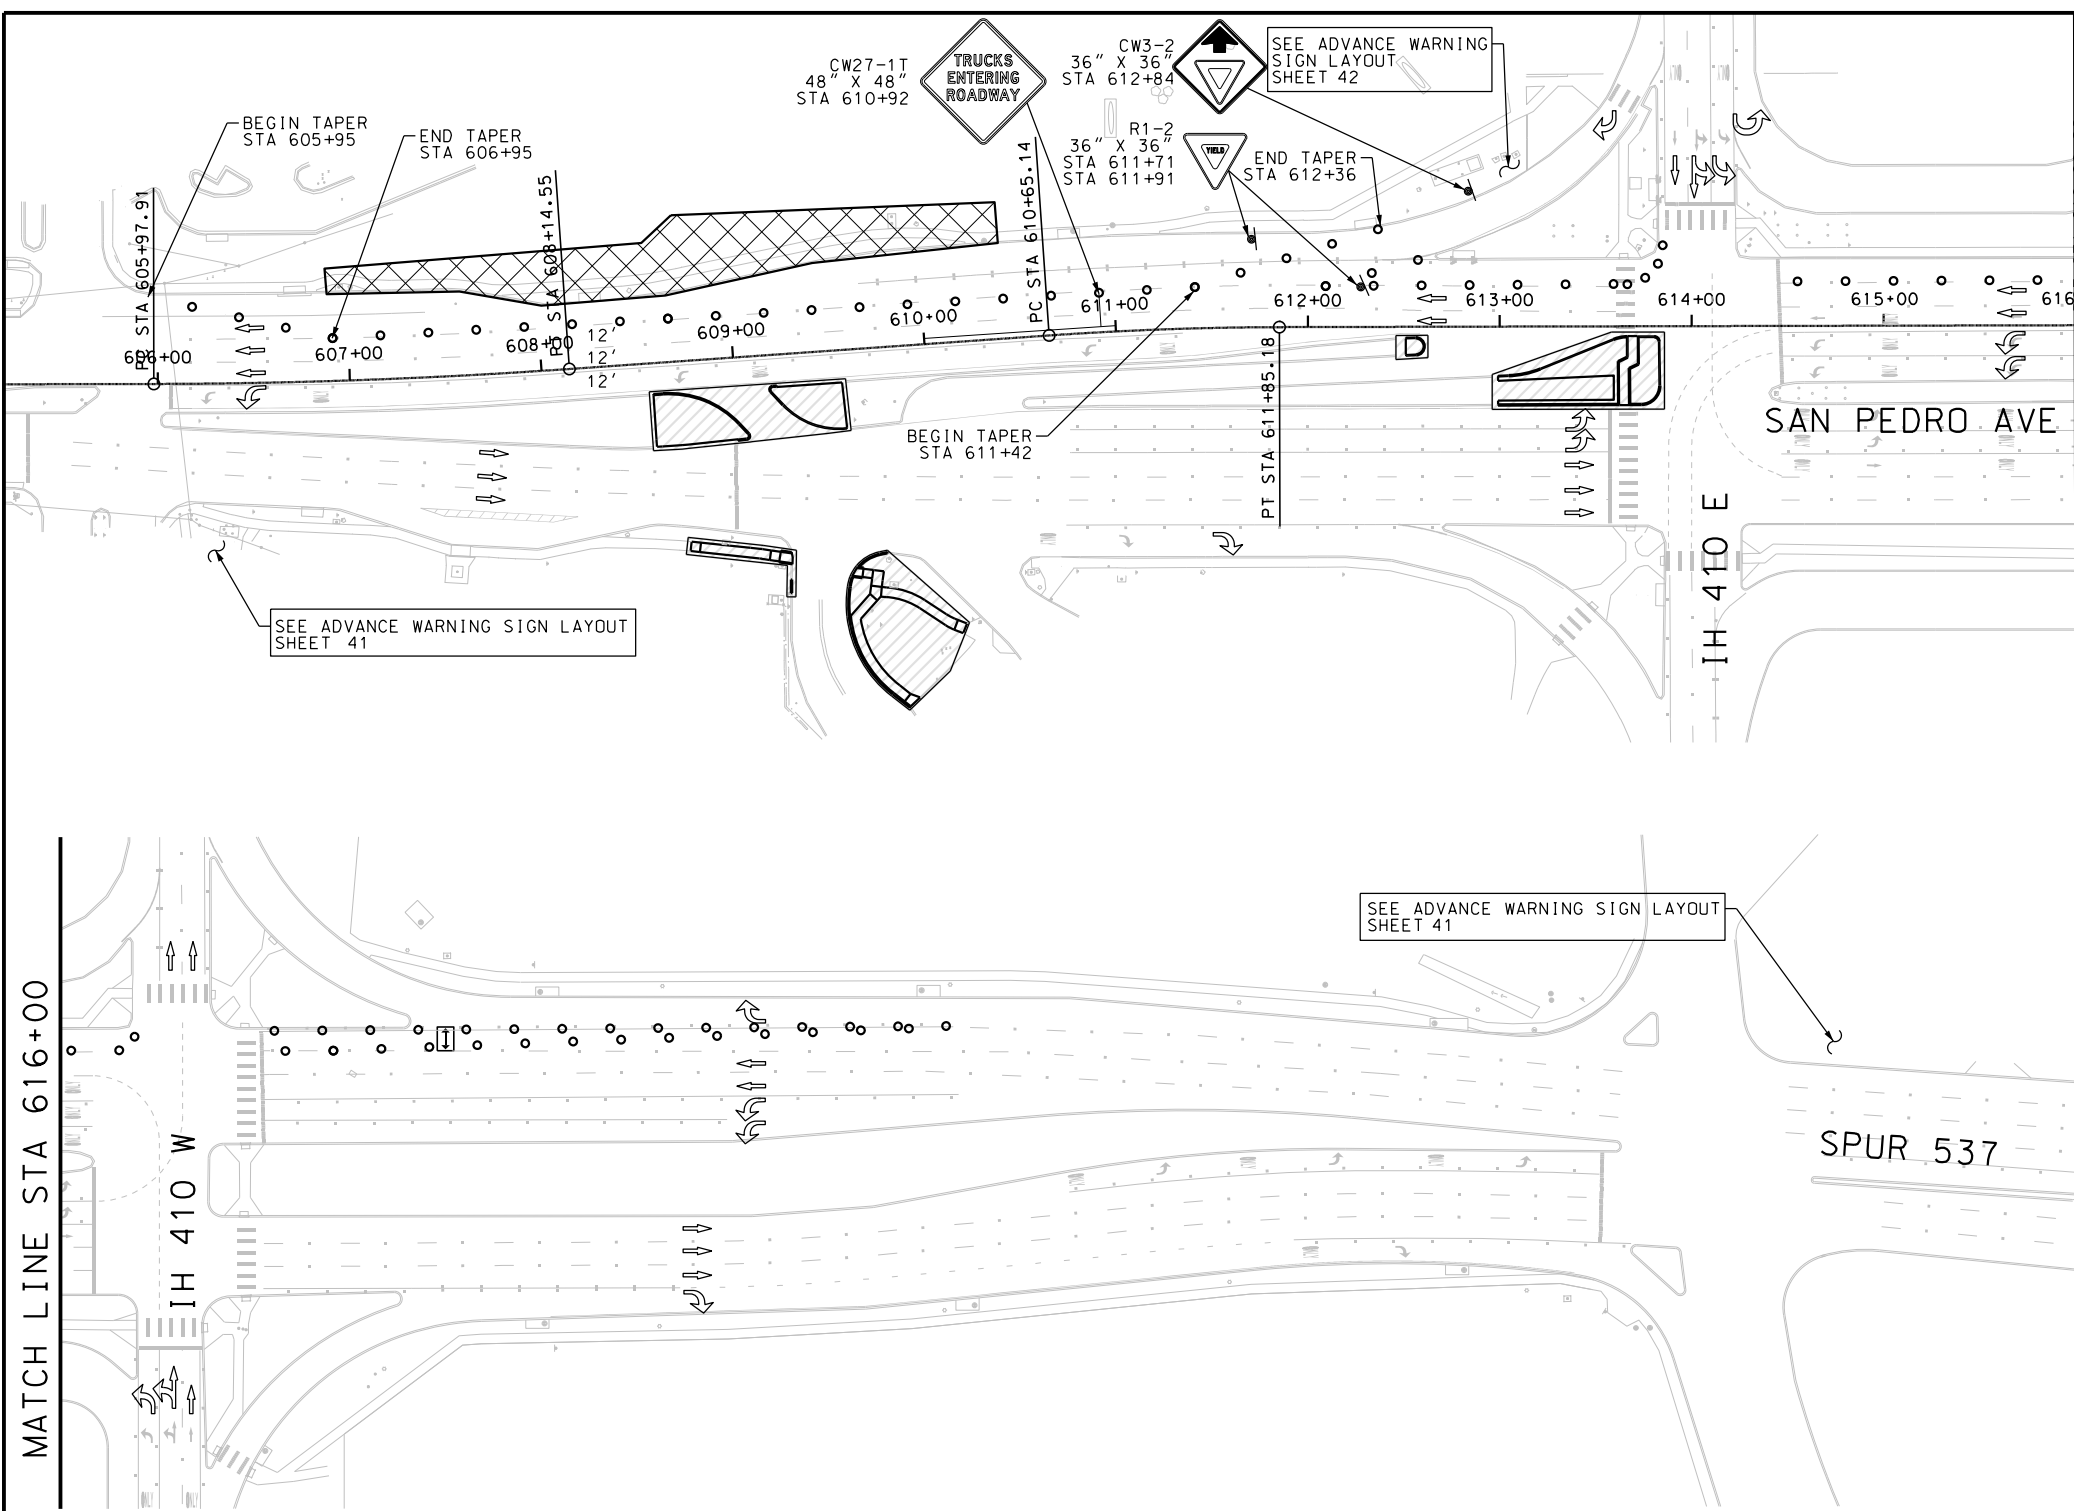 CW27-1T
48" X 48"
STA 610+92
TRUCKS
ENTERING
ROADWAY
CW3-2
36" X 36"
STA 612+84
SEE ADVANCE WARNING
SIGN LAYOUT
SHEET 42
BEGIN TAPER
STA 605+95
END TAPER
STA 606+95
R1-2
36" X 36"
STA 611+71
STA 611+91
YIELD
END TAPER
STA 612+36
PC STA 605+97.91
PT STA 608+14.55
PC STA 610+65.14
PT STA 611+85.18
606+00
607+00
608+00
609+00
610+00
611+00
612+00
613+00
614+00
615+00
616
12'
12'
12'
BEGIN TAPER
STA 611+42
SAN PEDRO AVE
IH 410 E
SEE ADVANCE WARNING SIGN LAYOUT
SHEET 41
SEE ADVANCE WARNING SIGN LAYOUT
SHEET 41
MATCH LINE STA 616+00
IH 410 W
SPUR 537